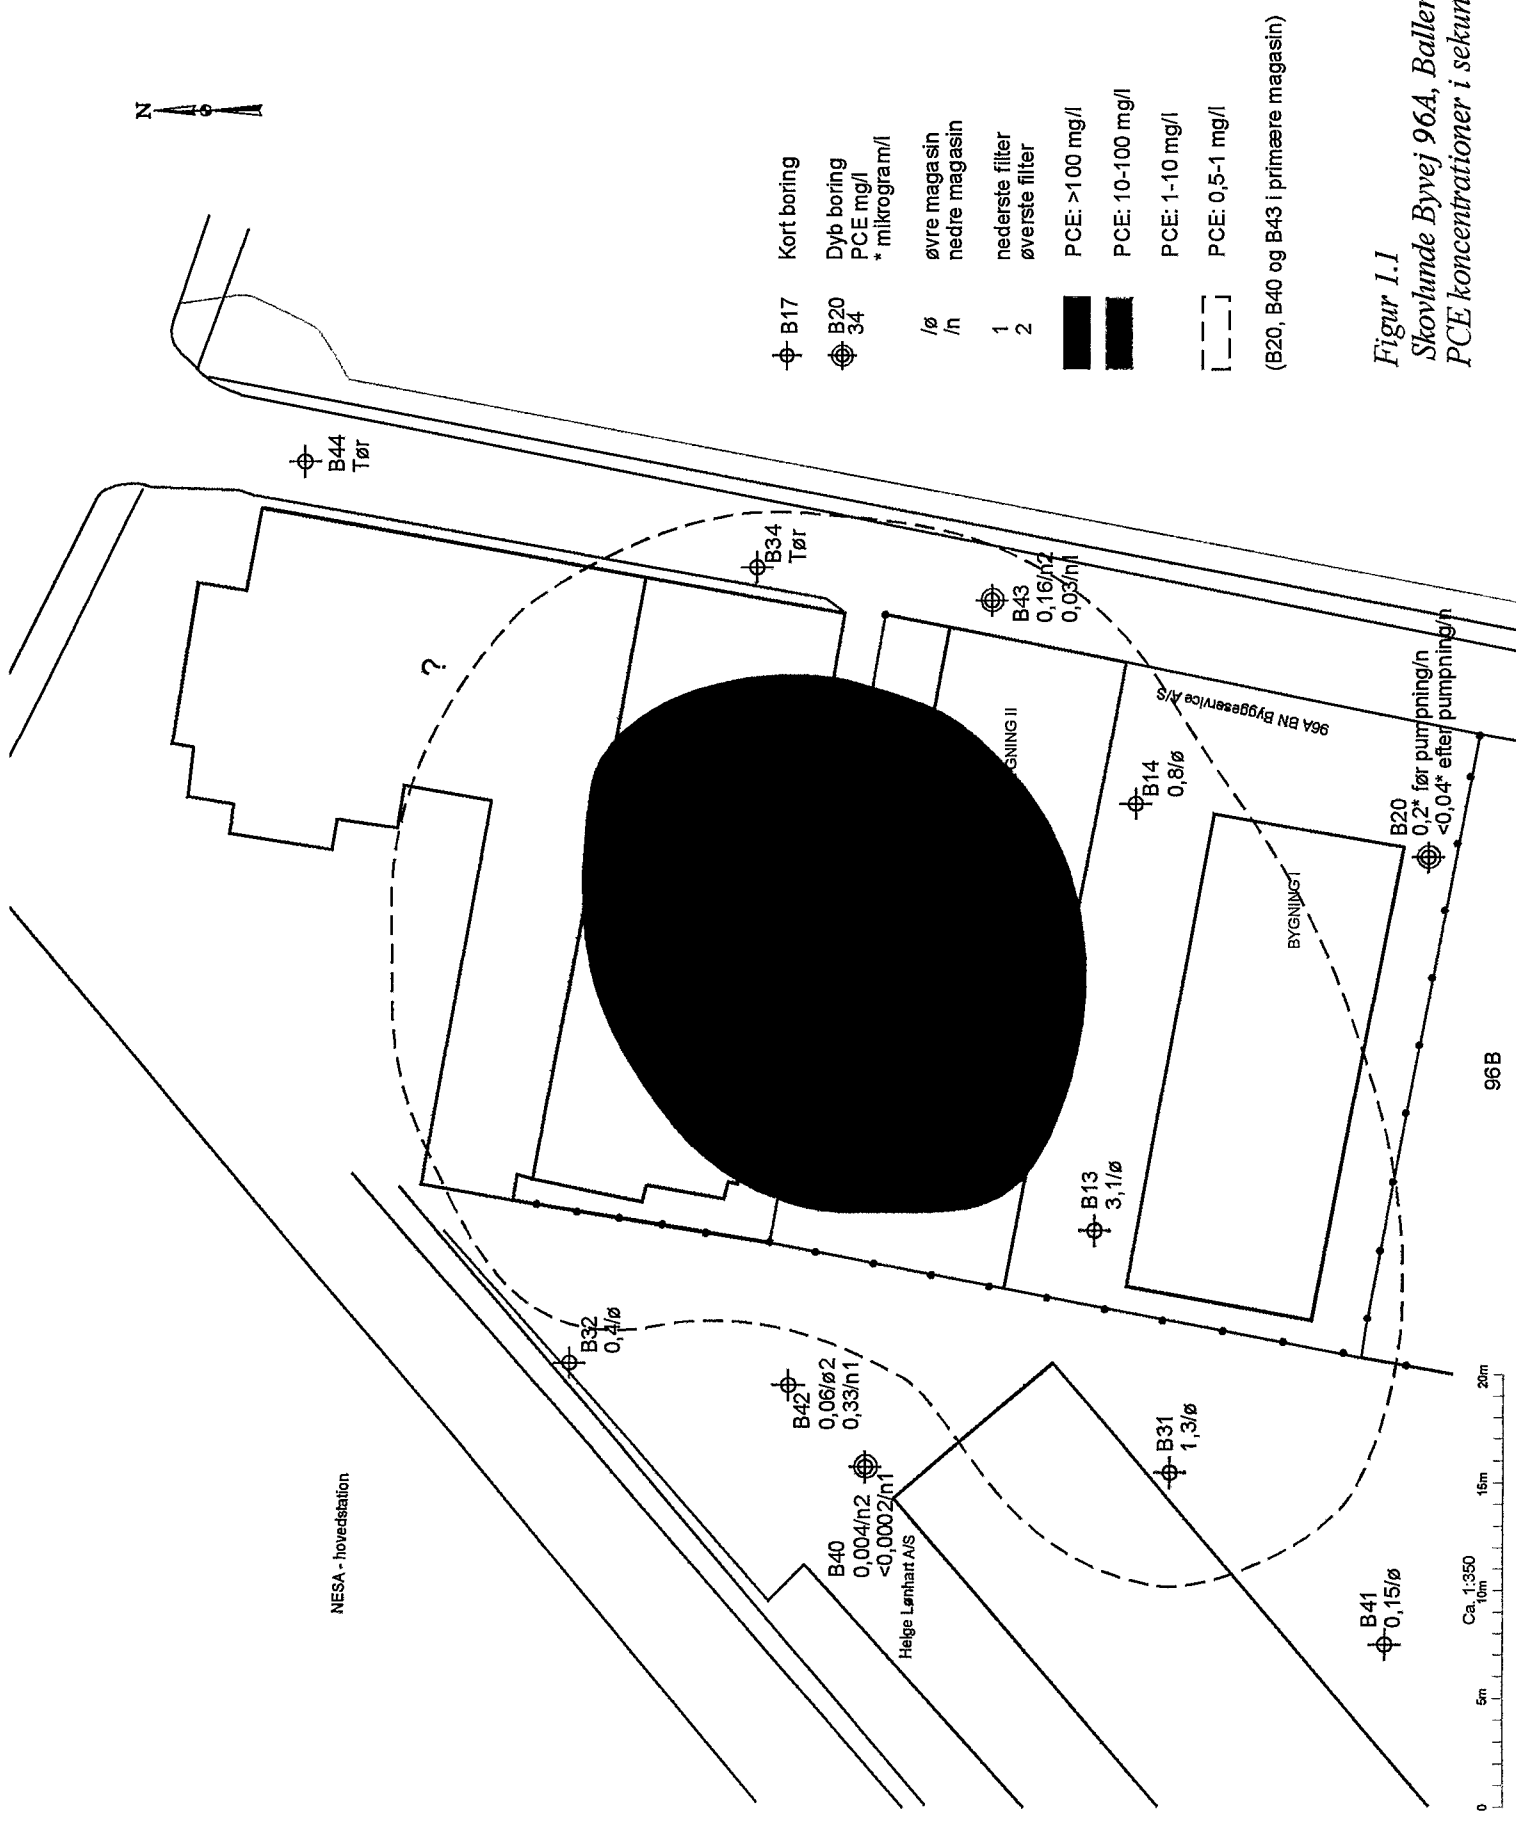 N
B17 Kort boring
B20 Dyb boring
34 PCE mg/l
* mikrogram/l
/ø øvre magasin
/n nedre magasin
1 nederste filter
2 øverste filter
PCE: >100 mg/l
PCE: 10-100 mg/l
PCE: 1-10 mg/l
PCE: 0,5-1 mg/l
(B20, B40 og B43 i primære magasin)
Figur 1.1
Skovlunde Byvej 96A, Baller
PCE koncentrationer i sekun
B44
Tør
B34
Tør
?
B43
0,16/n2
0,03/n1
GNING II
96A BN Byggeservice A/S
B14
0,8/ø
BYGNING I
B20
0,2* før pumpning/n
<0,04* efter pumpning/n
96B
B13
3,1/ø
B32
0,4/ø
B42
0,06/ø2
0,33/n1
B40
0,004/n2
<0,0002/n1
Helge Lønhart A/S
B31
1,3/ø
B41
0,15/ø
NESA - hovedstation
Ca. 1:350
0 5m 10m 15m 20m